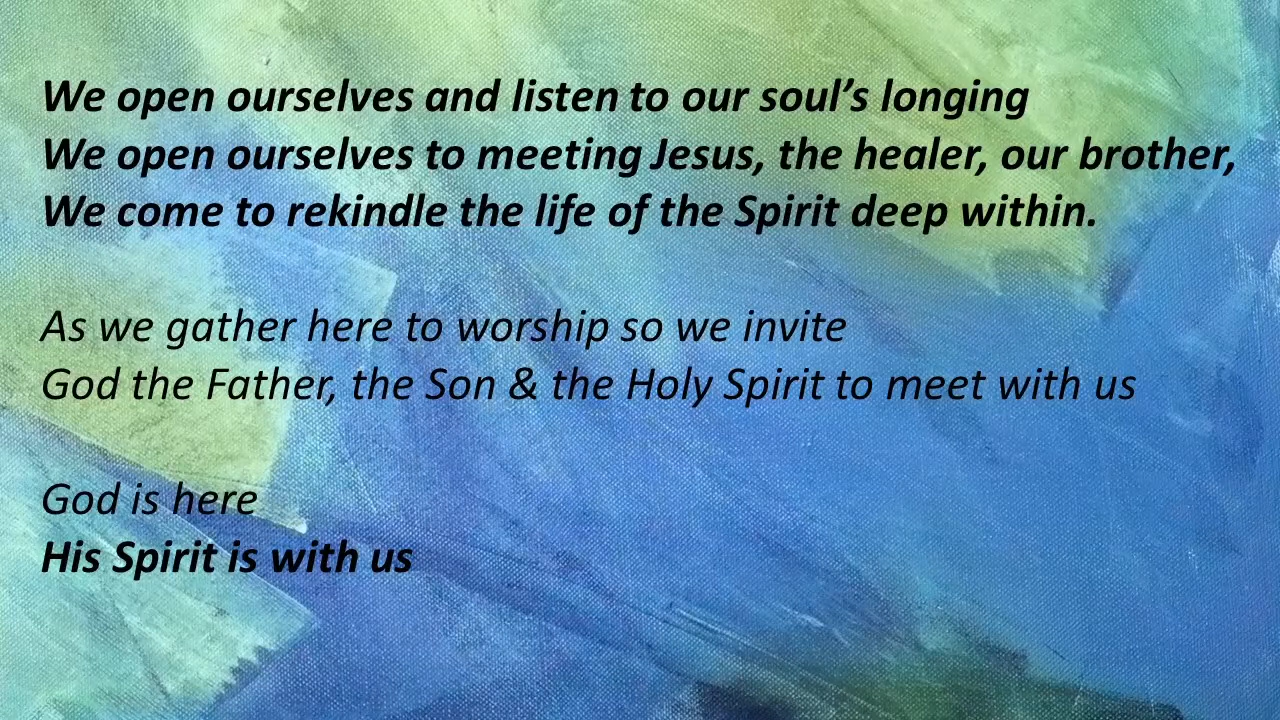 We open ourselves and listen to our soul’s longing
We open ourselves to meeting Jesus, the healer, our brother,
We come to rekindle the life of the Spirit deep within.
As we gather here to worship so we invite
God the Father, the Son & the Holy Spirit to meet with us
God is here
His Spirit is with us